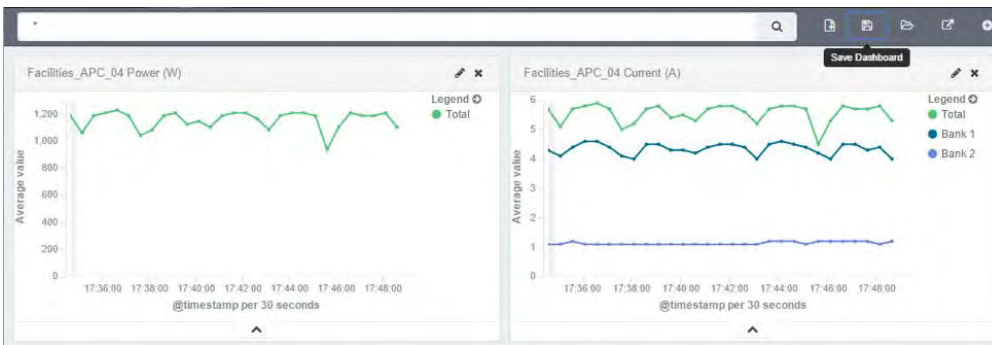 *
Save Dashboard
Facilities_APC_04 Power (W)
Legend
Total
1,200
1,000
800
600
400
200
0
Average value
17:36:00 17:38:00 17:40:00 17:42:00 17:44:00 17:46:00 17:48:00
@timestamp per 30 seconds
Facilities_APC_04 Current (A)
Legend
Total
Bank 1
Bank 2
6
5
4
3
2
1
0
Average value
17:36:00 17:38:00 17:40:00 17:42:00 17:44:00 17:46:00 17:48:00
@timestamp per 30 seconds